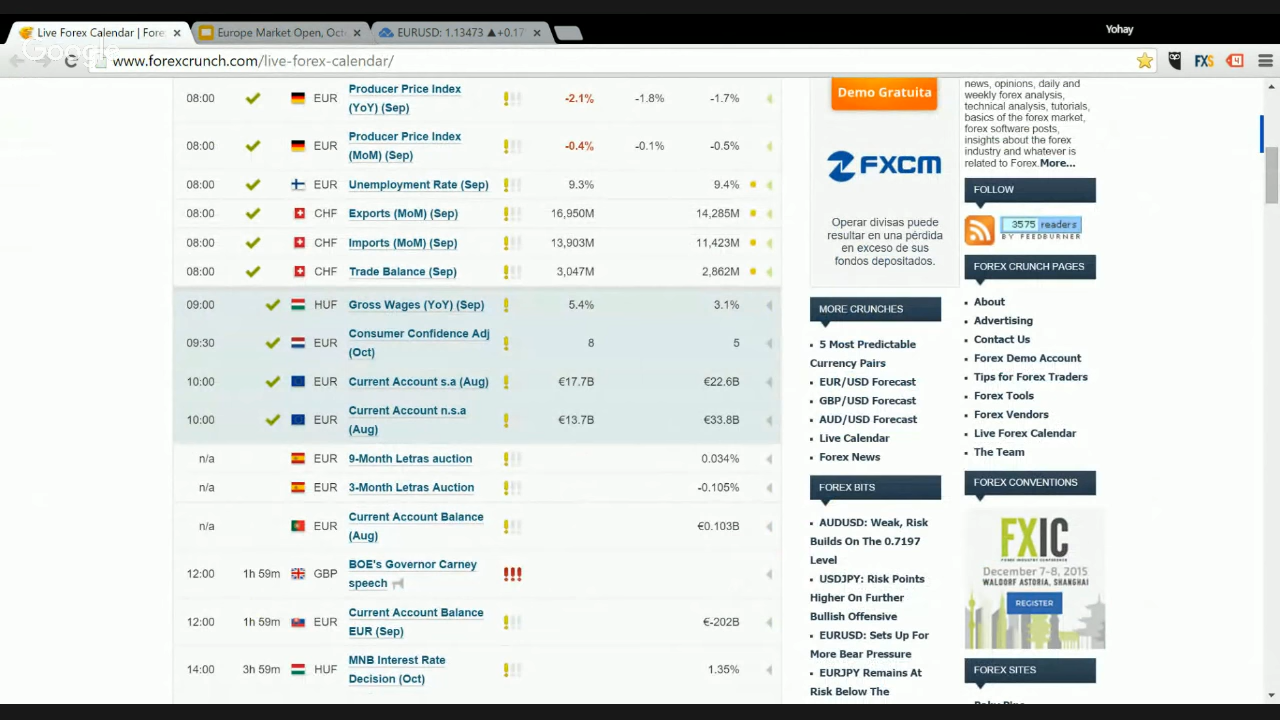 Yohay
Live Forex Calendar | Fore
Europe Market Open, Oct
EURUSD: 1.13473 ▲+0.1
Google
www.forexcrunch.com/live-forex-calendar/
FXS
4
08:00 EUR Producer Price Index -2.1% -1.8% -1.7%
(YoY) (Sep)
08:00 EUR Producer Price Index -0.4% -0.1% -0.5%
(MoM) (Sep)
08:00 EUR Unemployment Rate (Sep) 9.3% 9.4%
08:00 CHF Exports (MoM) (Sep) 16,950M 14,285M
08:00 CHF Imports (MoM) (Sep) 13,903M 11,423M
08:00 CHF Trade Balance (Sep) 3,047M 2,862M
09:00 HUF Gross Wages (YoY) (Sep) 5.4% 3.1%
09:30 EUR Consumer Confidence Adj 8 5
(Oct)
10:00 EUR Current Account s.a (Aug) €17.7B €22.6B
10:00 EUR Current Account n.s.a €13.7B €33.8B
(Aug)
n/a EUR 9-Month Letras auction 0.034%
n/a EUR 3-Month Letras Auction -0.105%
n/a EUR Current Account Balance €0.103B
(Aug)
12:00 1h 59m GBP BOE's Governor Carney
speech
12:00 1h 59m EUR Current Account Balance €-202B
EUR (Sep)
14:00 3h 59m HUF MNB Interest Rate 1.35%
Decision (Oct)
Demo Gratuita
FXCM
Operar divisas puede
resultar en una pérdida
en exceso de sus
fondos depositados.
MORE CRUNCHES
5 Most Predictable
Currency Pairs
EUR/USD Forecast
GBP/USD Forecast
AUD/USD Forecast
Live Calendar
Forex News
FOREX BITS
AUDUSD: Weak, Risk
Builds On The 0.7197
Level
USDJPY: Risk Points
Higher On Further
Bullish Offensive
EURUSD: Sets Up For
More Bear Pressure
EURJPY Remains At
Risk Below The
news, opinions, daily and
weekly forex analysis,
technical analysis, tutorials,
basics of the forex market,
forex software posts,
insights about the forex
industry and whatever is
related to Forex.More...
FOLLOW
3575 readers
BY FEEDBURNER
FOREX CRUNCH PAGES
About
Advertising
Contact Us
Forex Demo Account
Tips for Forex Traders
Forex Tools
Forex Vendors
Live Forex Calendar
The Team
FOREX CONVENTIONS
FXIC
December 7-8, 2015
WALDORF ASTORIA, SHANGHAI
REGISTER
FOREX SITES